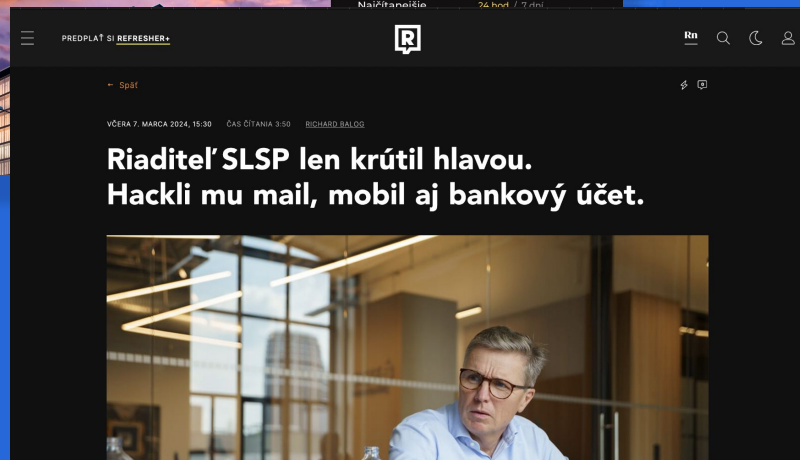 Najčítanejšie 24 hod / 7 dní
PREDPLAŤ SI REFRESHER+
R
Rn
← Späť
VČERA 7. MARCA 2024, 15:30 ČAS ČÍTANIA 3:50 RICHARD BALOG
Riaditeľ SLSP len krútil hlavou.
Hackli mu mail, mobil aj bankový účet.